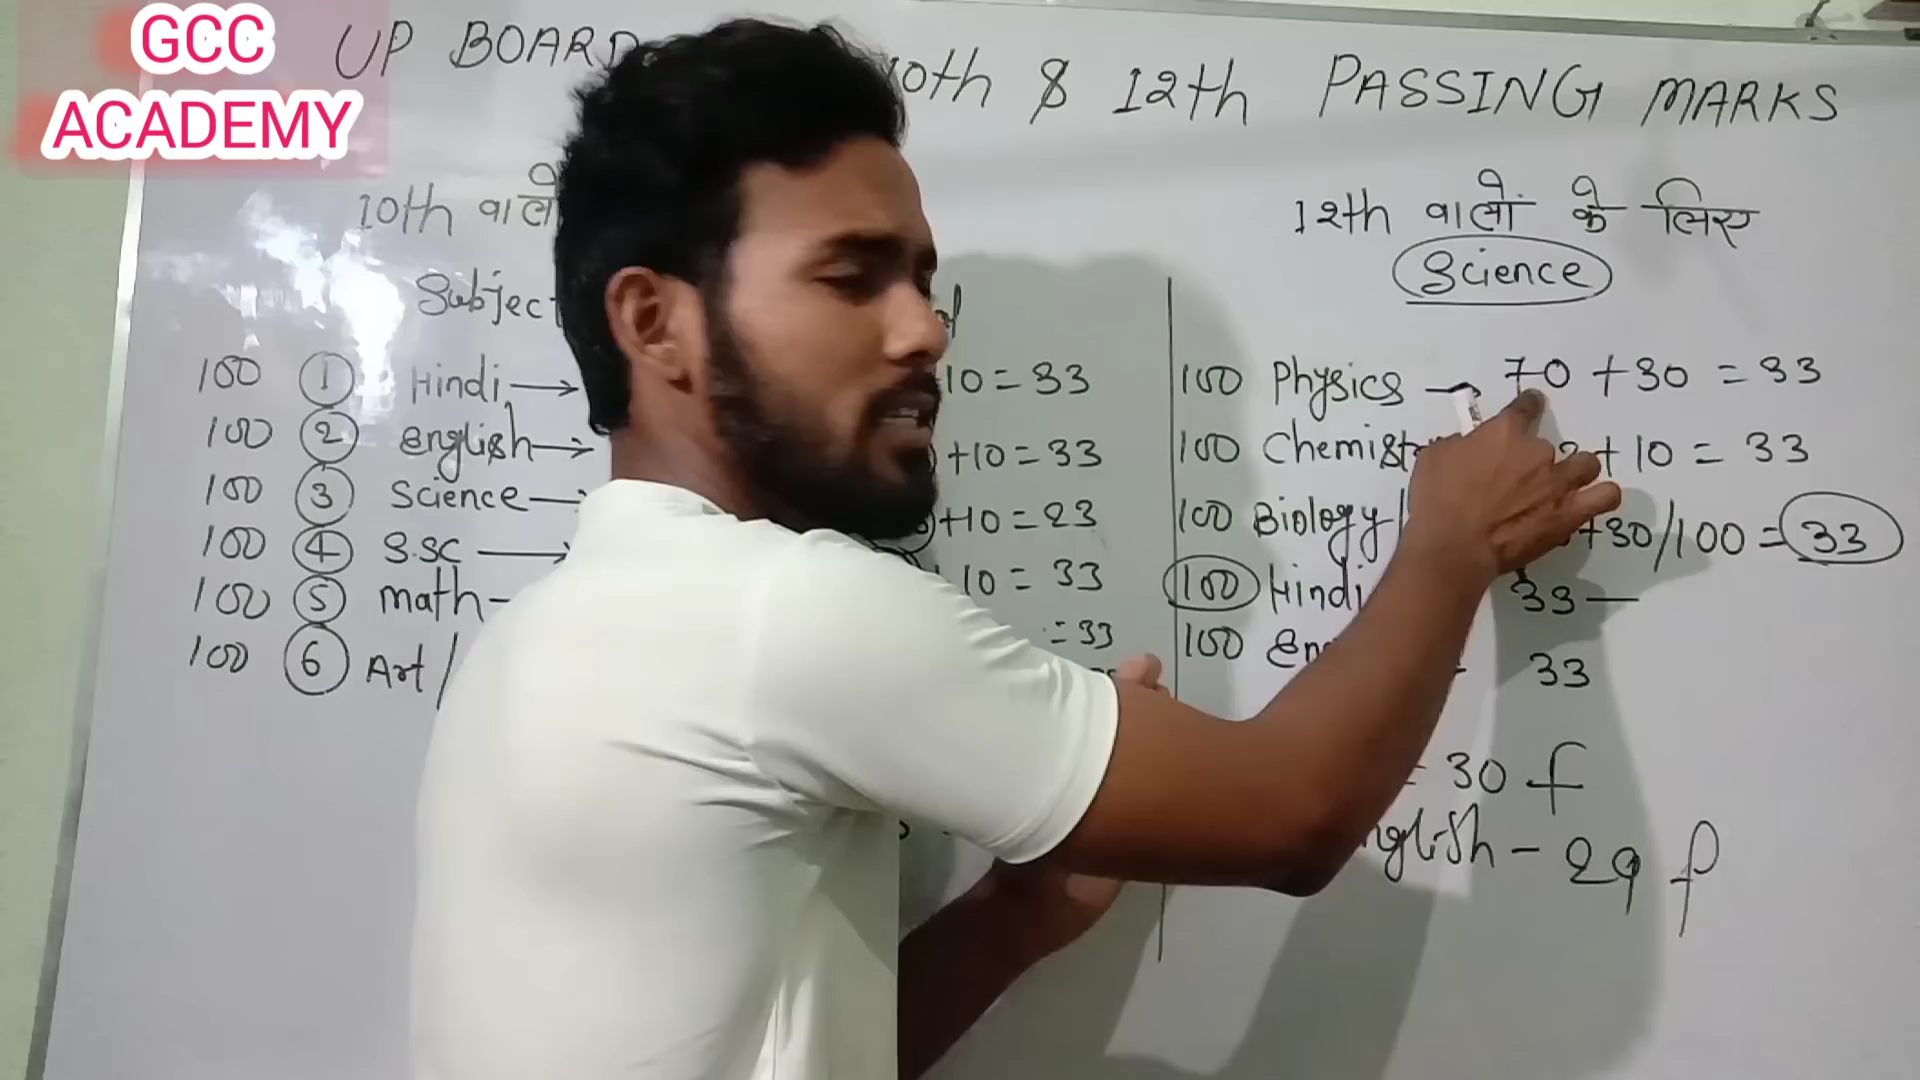 GCC
ACADEMY
UP BOARD 10th & 12th PASSING MARKS
10th वालो
Subject
100 ① Hindi → 10 = 33
100 ② English → +10 = 33
100 ③ Science → +10 = 23
100 ④ S.SC → 10 = 33
100 ⑤ math - = 33
100 ⑥ Art /
12th वालों के लिए
Science
100 Physics → 70 + 30 = 33
100 + 10 = 33
100 Biology / +30/100 = 33
100 Hindi 33 —
100 33
= 30 f
- 29 f